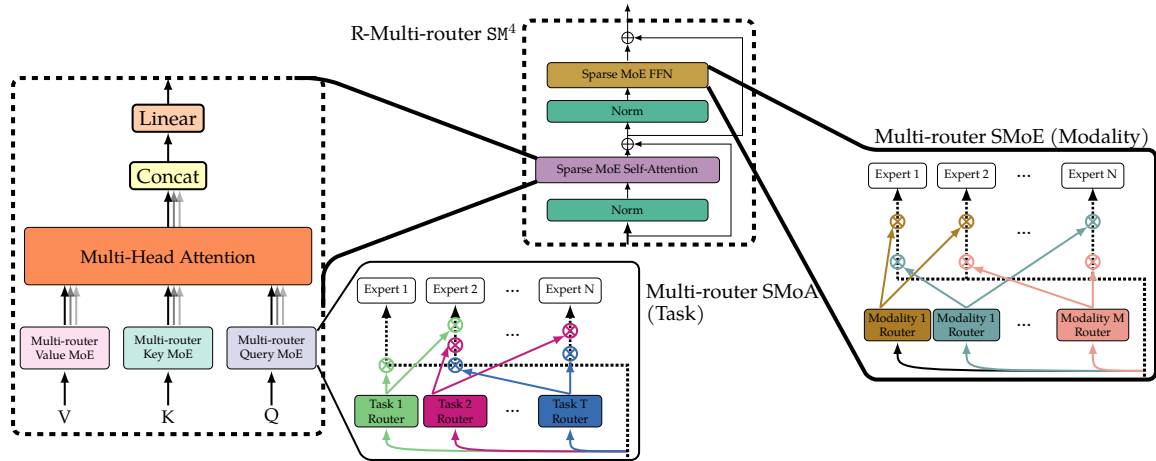 R-Multi-router SM⁴
Sparse MoE FFN
Norm
Sparse MoE Self-Attention
Norm
Linear
Concat
Multi-Head Attention
Multi-router
Value MoE
Multi-router
Key MoE
Multi-router
Query MoE
V
K
Q
Expert 1
Expert 2
...
Expert N
...
Task 1
Router
Task 2
Router
...
Task T
Router
Multi-router SMoA
(Task)
Multi-router SMoE (Modality)
Expert 1
Expert 2
...
Expert N
...
Modality 1
Router
Modality 1
Router
...
Modality M
Router